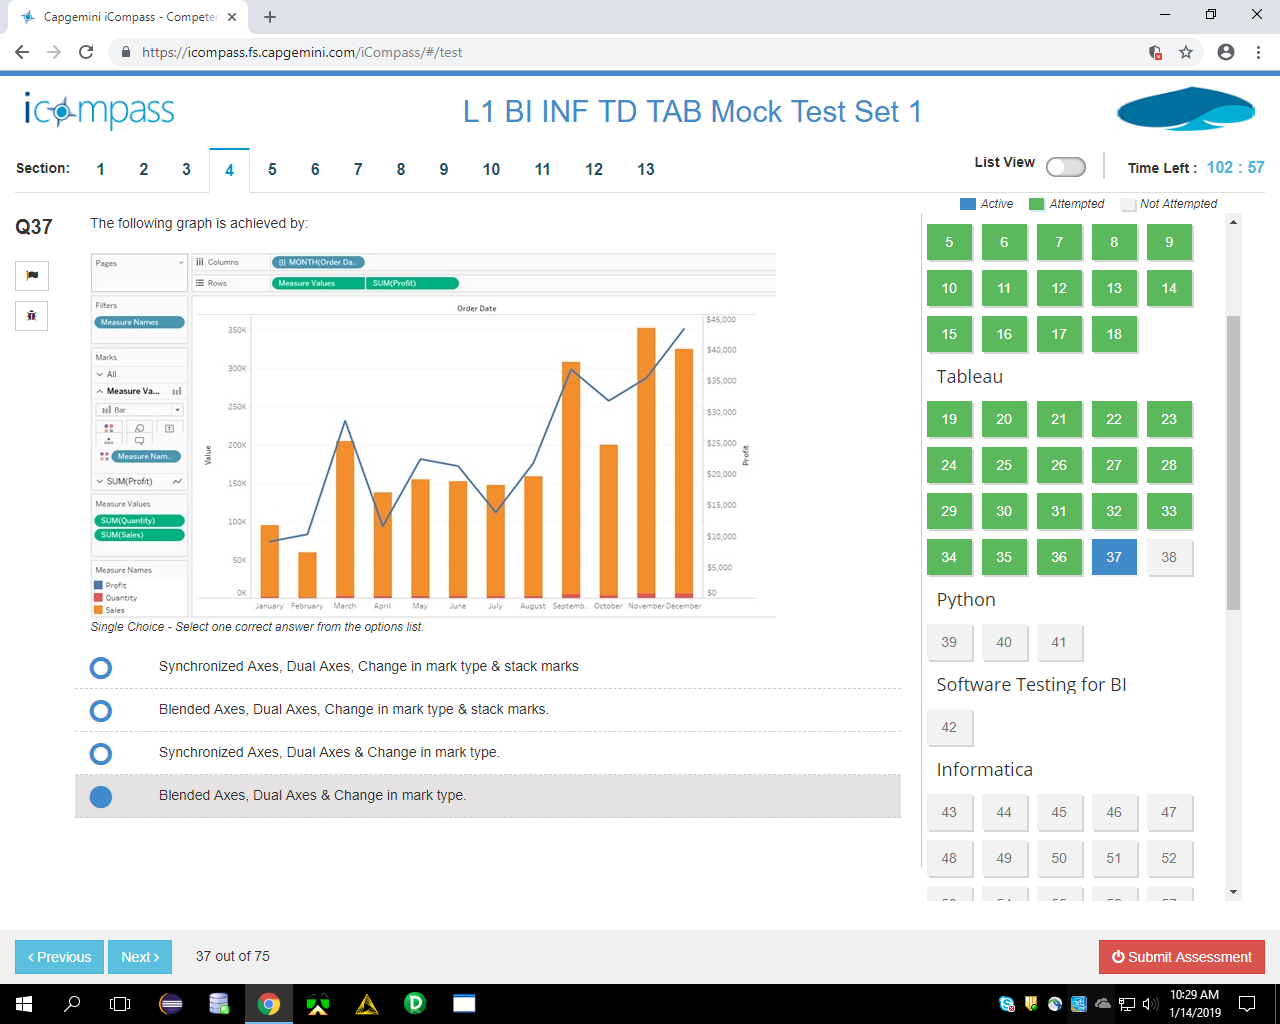 Capgemini iCompass - Competen
https://icompass.fs.capgemini.com/iCompass/#/test
icompass
L1 BI INF TD TAB Mock Test Set 1
Section: 1 2 3 4 5 6 7 8 9 10 11 12 13
List View
Time Left : 102 : 57
Active Attempted Not Attempted
Q37
The following graph is achieved by:
Pages
Columns
MONTH(Order Da..
Rows
Measure Values
SUM(Profit)
Filters
Measure Names
Marks
All
Measure Va...
Bar
Measure Nam..
SUM(Profit)
Measure Values
SUM(Quantity)
SUM(Sales)
Measure Names
Profit
Quantity
Sales
Order Date
350K
300K
250K
200K
150K
100K
50K
0K
Value
$45,000
$40,000
$35,000
$30,000
$25,000
$20,000
$15,000
$10,000
$5,000
$0
Profit
January February March April May June July August Septemb.. October November December
Single Choice - Select one correct answer from the options list.
Synchronized Axes, Dual Axes, Change in mark type & stack marks
Blended Axes, Dual Axes, Change in mark type & stack marks.
Synchronized Axes, Dual Axes & Change in mark type.
Blended Axes, Dual Axes & Change in mark type.
5 6 7 8 9
10 11 12 13 14
15 16 17 18
Tableau
19 20 21 22 23
24 25 26 27 28
29 30 31 32 33
34 35 36 37 38
Python
39 40 41
Software Testing for BI
42
Informatica
43 44 45 46 47
48 49 50 51 52
Previous
Next
37 out of 75
Submit Assessment
10:29 AM
1/14/2019